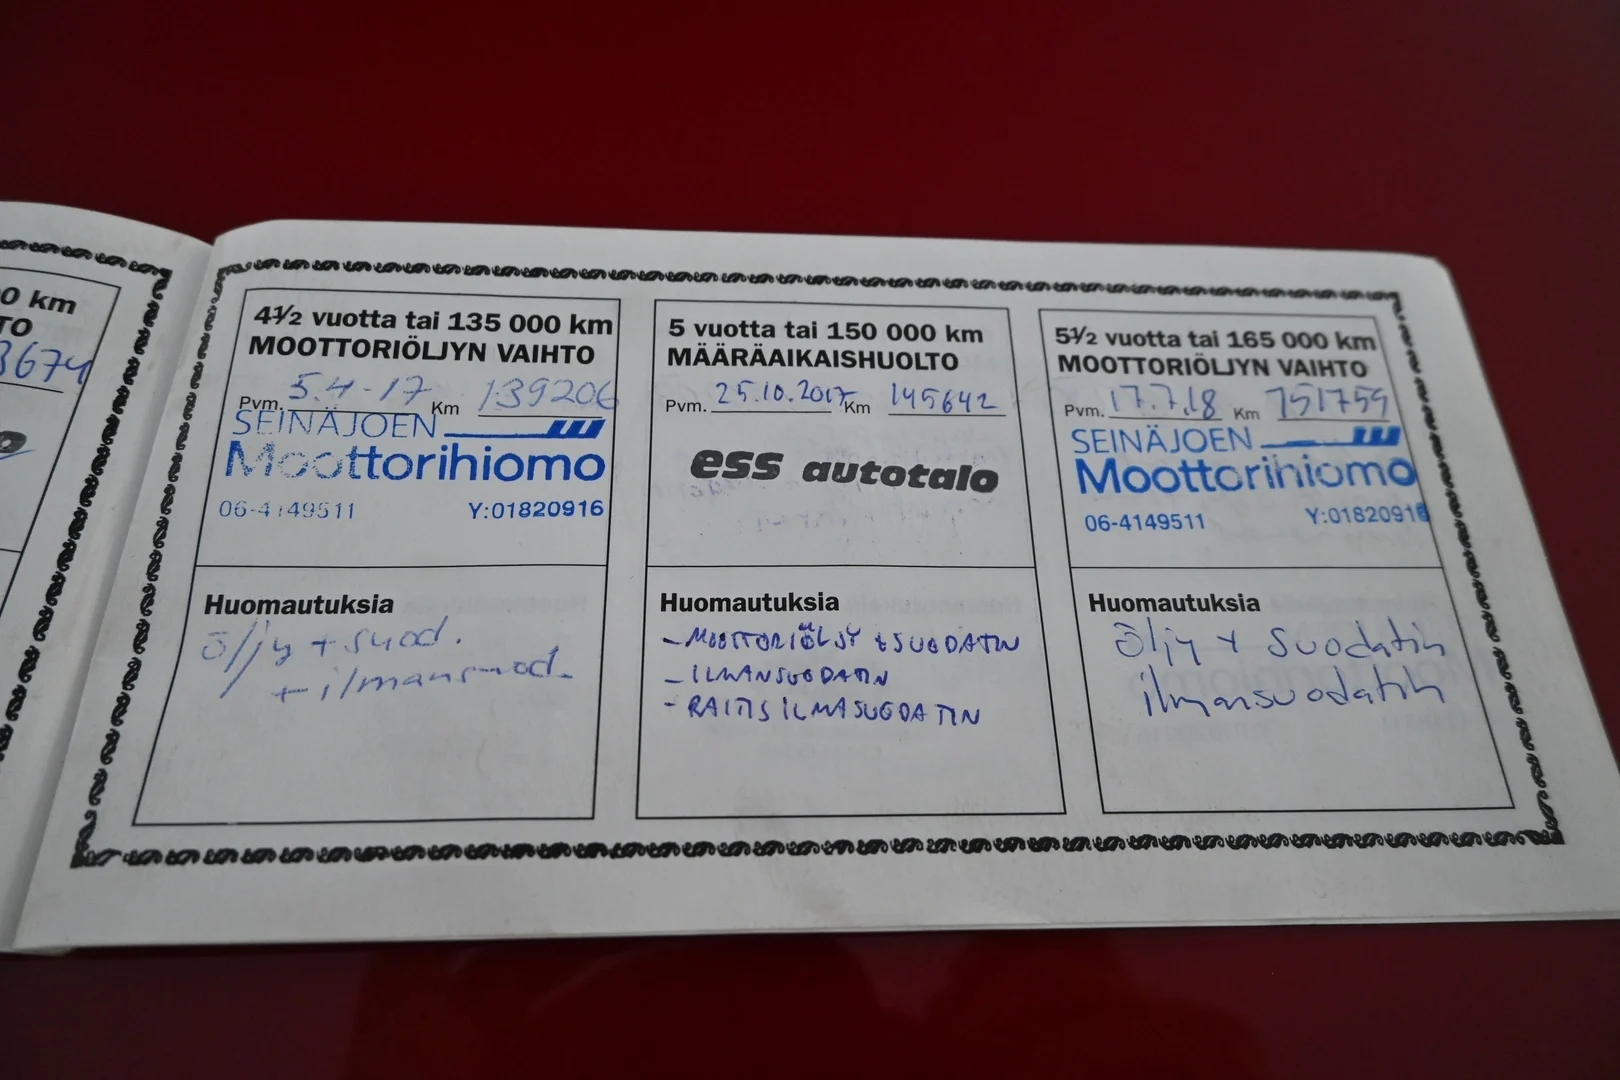 0 km
TO
3674
4½ vuotta tai 135 000 km
MOOTTORIÖLJYN VAIHTO
Pvm. 5.4-17 Km 139206
SEINÄJOEN
Moottorihiomo
06-4149511 Y:01820916
Huomautuksia
öljy + suod.
+ ilmansuod.
5 vuotta tai 150 000 km
MÄÄRÄAIKAISHUOLTO
Pvm. 25.10.2017 Km 145642
ess autotalo
Huomautuksia
- MOOTTORIÖLJY + SUODATIN
- ILMANSUODATIN
- RAITIS ILMASUODATIN
5½ vuotta tai 165 000 km
MOOTTORIÖLJYN VAIHTO
Pvm. 17.7.18 Km 151759
SEINÄJOEN
Moottorihiomo
06-4149511 Y:01820916
Huomautuksia
öljy + suodatin
ilmansuodatin